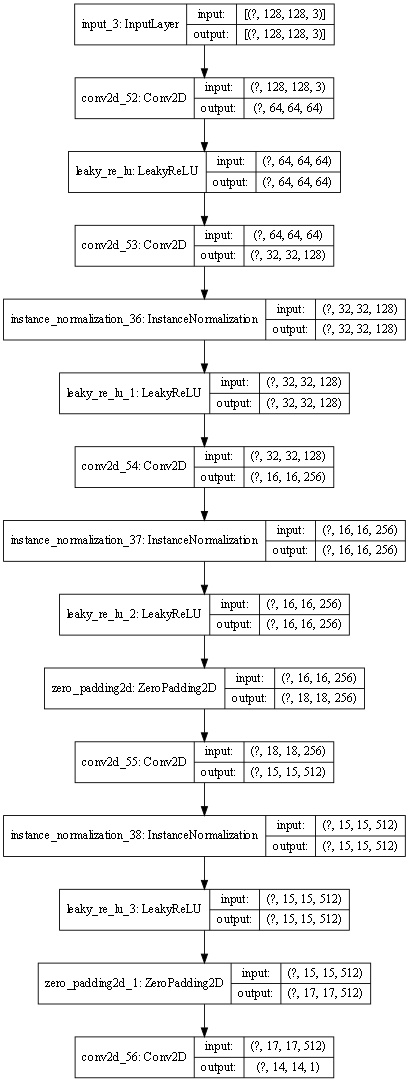 input_3: InputLayer
input: [(?, 128, 128, 3)]
output: [(?, 128, 128, 3)]
conv2d_52: Conv2D
input: (?, 128, 128, 3)
output: (?, 64, 64, 64)
leaky_re_lu: LeakyReLU
input: (?, 64, 64, 64)
output: (?, 64, 64, 64)
conv2d_53: Conv2D
input: (?, 64, 64, 64)
output: (?, 32, 32, 128)
instance_normalization_36: InstanceNormalization
input: (?, 32, 32, 128)
output: (?, 32, 32, 128)
leaky_re_lu_1: LeakyReLU
input: (?, 32, 32, 128)
output: (?, 32, 32, 128)
conv2d_54: Conv2D
input: (?, 32, 32, 128)
output: (?, 16, 16, 256)
instance_normalization_37: InstanceNormalization
input: (?, 16, 16, 256)
output: (?, 16, 16, 256)
leaky_re_lu_2: LeakyReLU
input: (?, 16, 16, 256)
output: (?, 16, 16, 256)
zero_padding2d: ZeroPadding2D
input: (?, 16, 16, 256)
output: (?, 18, 18, 256)
conv2d_55: Conv2D
input: (?, 18, 18, 256)
output: (?, 15, 15, 512)
instance_normalization_38: InstanceNormalization
input: (?, 15, 15, 512)
output: (?, 15, 15, 512)
leaky_re_lu_3: LeakyReLU
input: (?, 15, 15, 512)
output: (?, 15, 15, 512)
zero_padding2d_1: ZeroPadding2D
input: (?, 15, 15, 512)
output: (?, 17, 17, 512)
conv2d_56: Conv2D
input: (?, 17, 17, 512)
output: (?, 14, 14, 1)